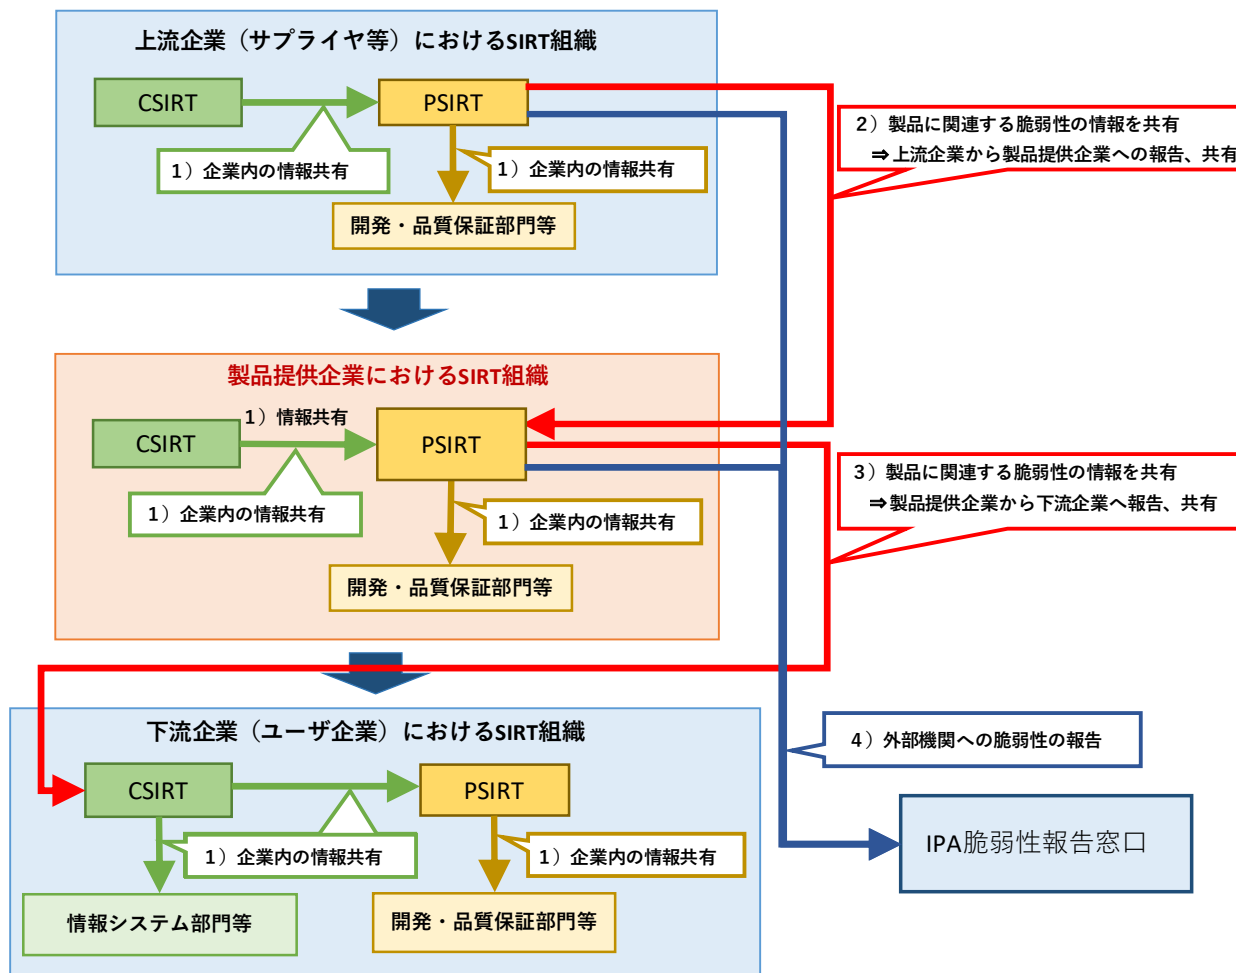 上流企業（サプライヤ等）におけるSIRT組織
CSIRT
PSIRT
1）企業内の情報共有
1）企業内の情報共有
開発・品質保証部門等
2）製品に関連する脆弱性の情報を共有
⇒上流企業から製品提供企業への報告、共有
製品提供企業におけるSIRT組織
1）情報共有
CSIRT
PSIRT
1）企業内の情報共有
1）企業内の情報共有
開発・品質保証部門等
3）製品に関連する脆弱性の情報を共有
⇒製品提供企業から下流企業へ報告、共有
下流企業（ユーザ企業）におけるSIRT組織
CSIRT
PSIRT
1）企業内の情報共有
1）企業内の情報共有
情報システム部門等
開発・品質保証部門等
4）外部機関への脆弱性の報告
IPA脆弱性報告窓口